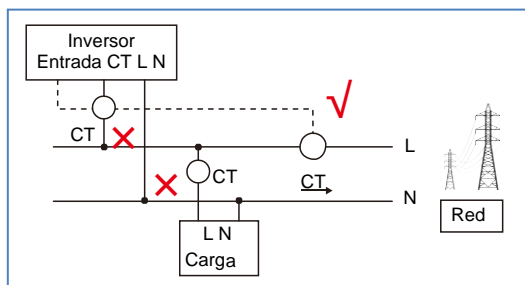 Inversor
Entrada CT L N
CT
CT
L
CT
N
L N
Carga
Red